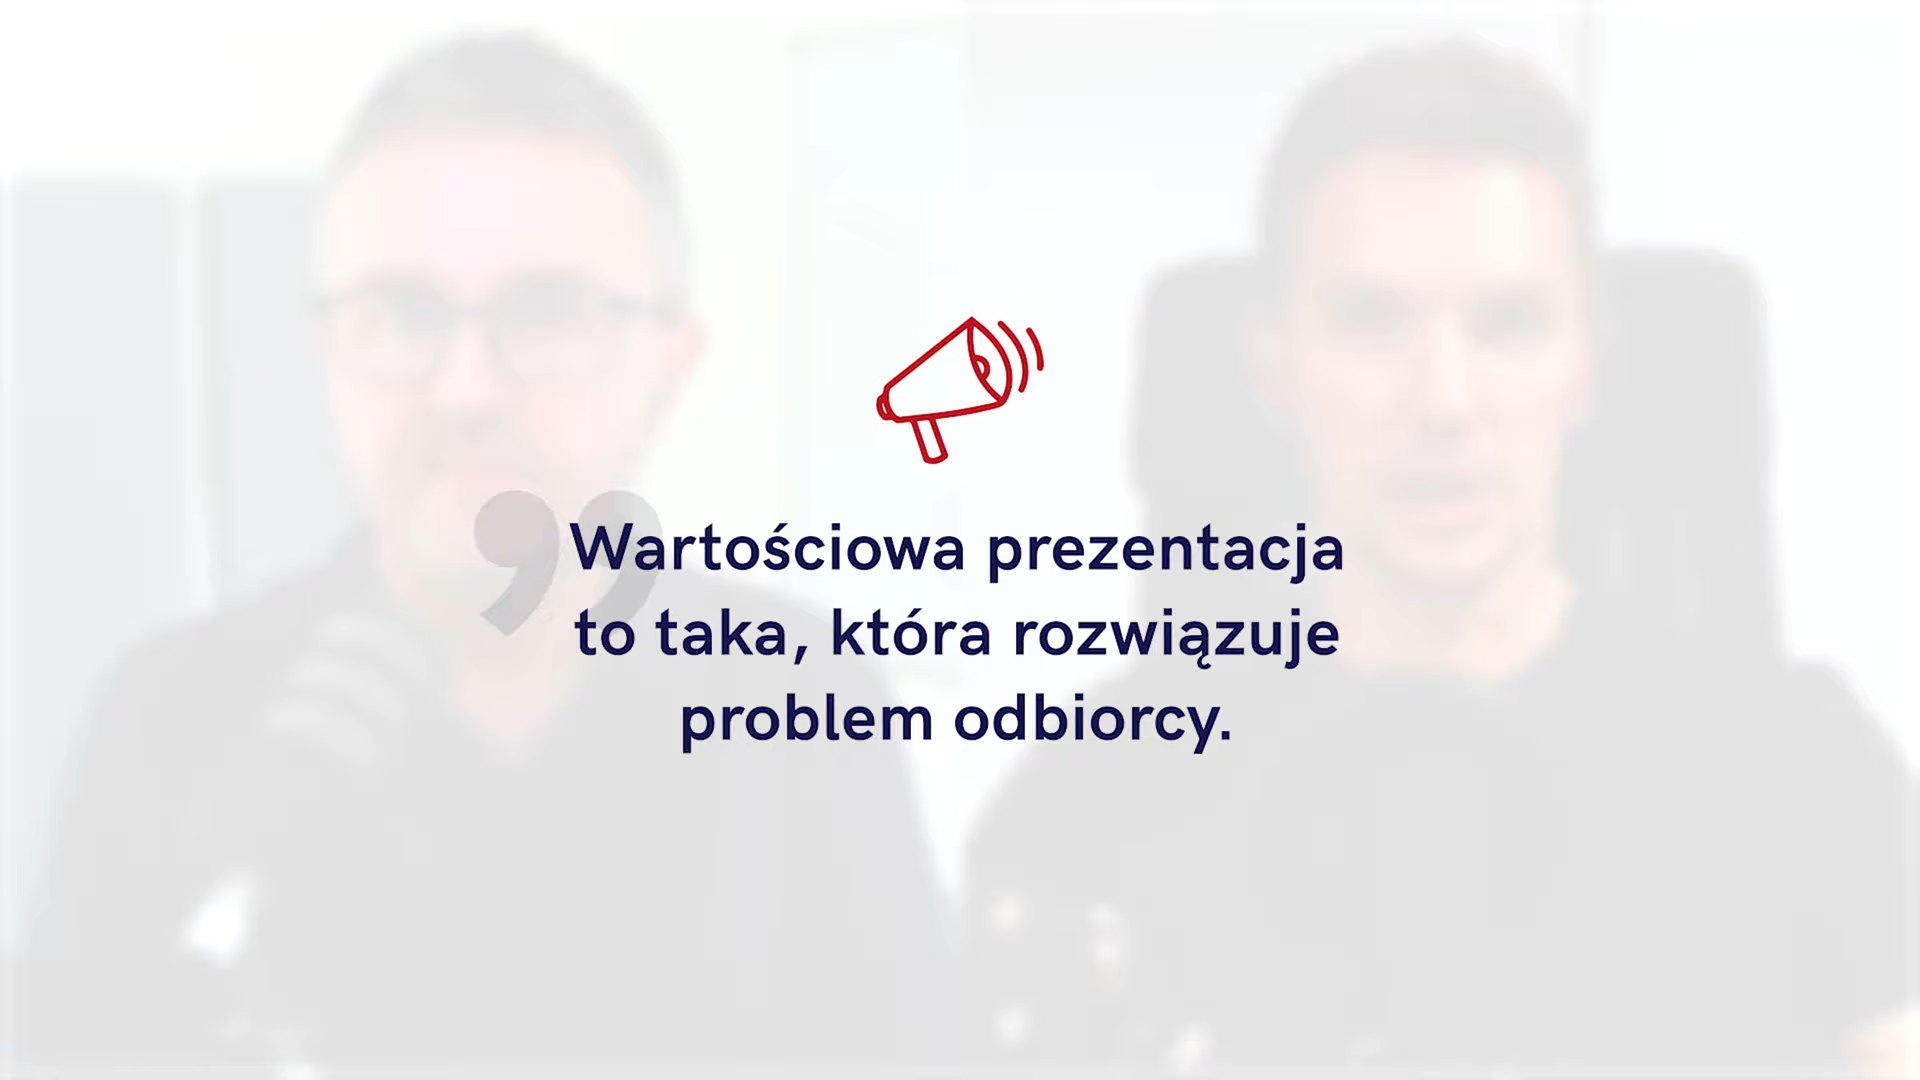 Wartościowa prezentacja
to taka, która rozwiązuje
problem odbiorcy.